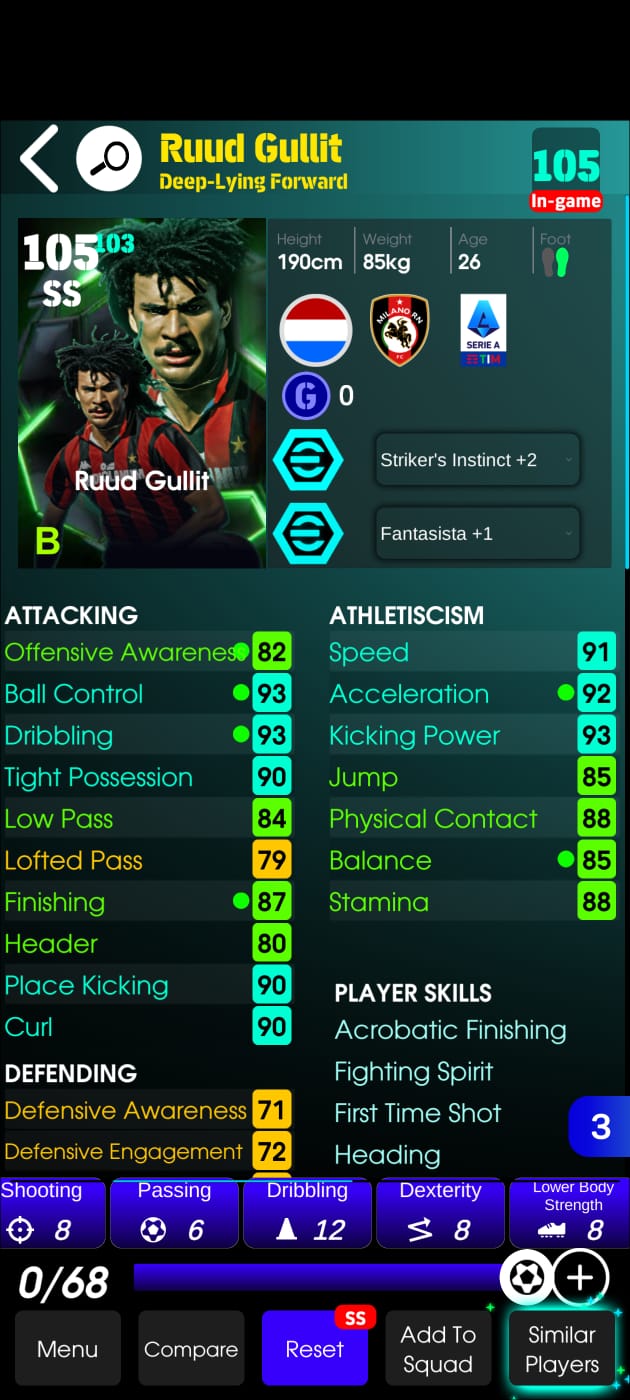 Ruud Gullit
Deep-Lying Forward
105
In-game
105 103
SS
Ruud Gullit
B
Height
190cm
Weight
85kg
Age
26
Foot
MILANO RN
FC
SERIE A
TIM
G 0
Striker's Instinct +2
Fantasista +1
ATTACKING
Offensive Awareness 82
Ball Control 93
Dribbling 93
Tight Possession 90
Low Pass 84
Lofted Pass 79
Finishing 87
Header 80
Place Kicking 90
Curl 90
DEFENDING
Defensive Awareness 71
Defensive Engagement 72
ATHLETISCISM
Speed 91
Acceleration 92
Kicking Power 93
Jump 85
Physical Contact 88
Balance 85
Stamina 88
PLAYER SKILLS
Acrobatic Finishing
Fighting Spirit
First Time Shot
Heading
3
Shooting
8
Passing
6
Dribbling
12
Dexterity
8
Lower Body
Strength
8
0/68
Menu
Compare
SS
Reset
Add To
Squad
Similar
Players